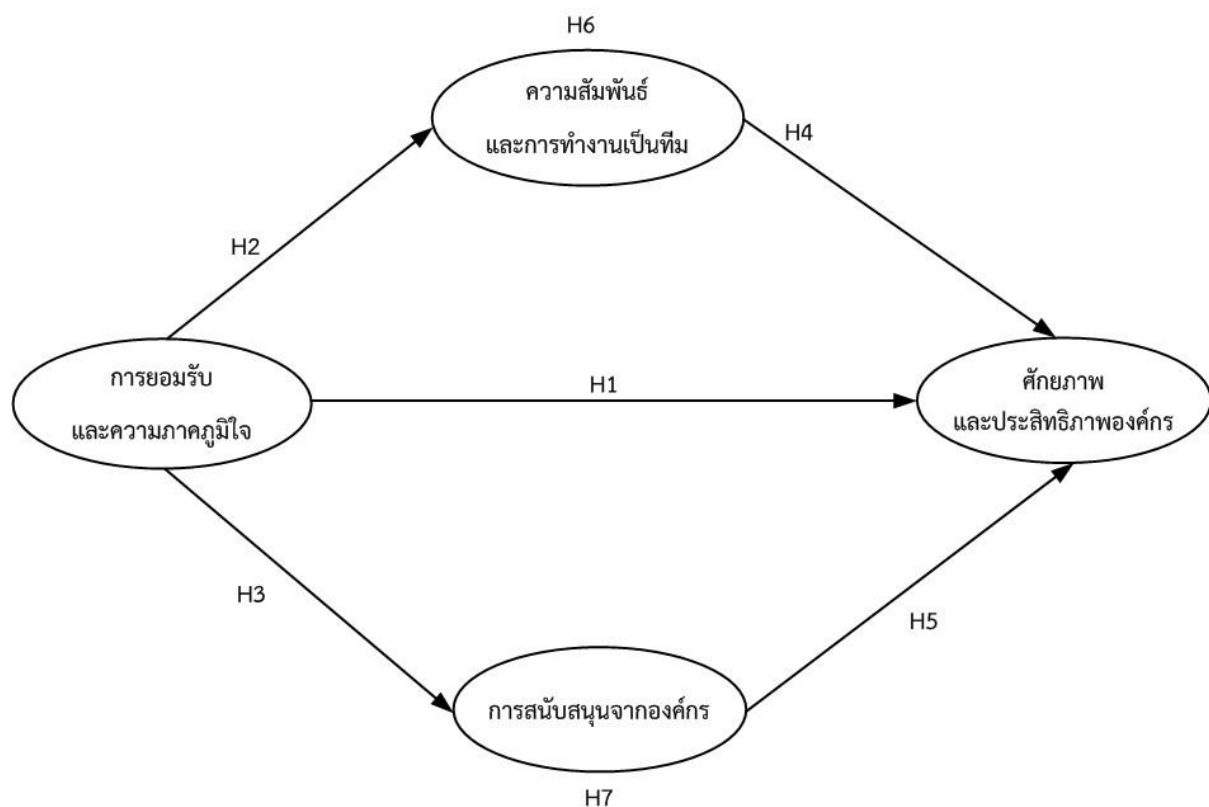 H6
ความสัมพันธ์
และการทำงานเป็นทีม
H4
H2
การยอมรับ
และความภาคภูมิใจ
H1
ศักยภาพ
และประสิทธิภาพองค์กร
H3
H5
การสนับสนุนจากองค์กร
H7